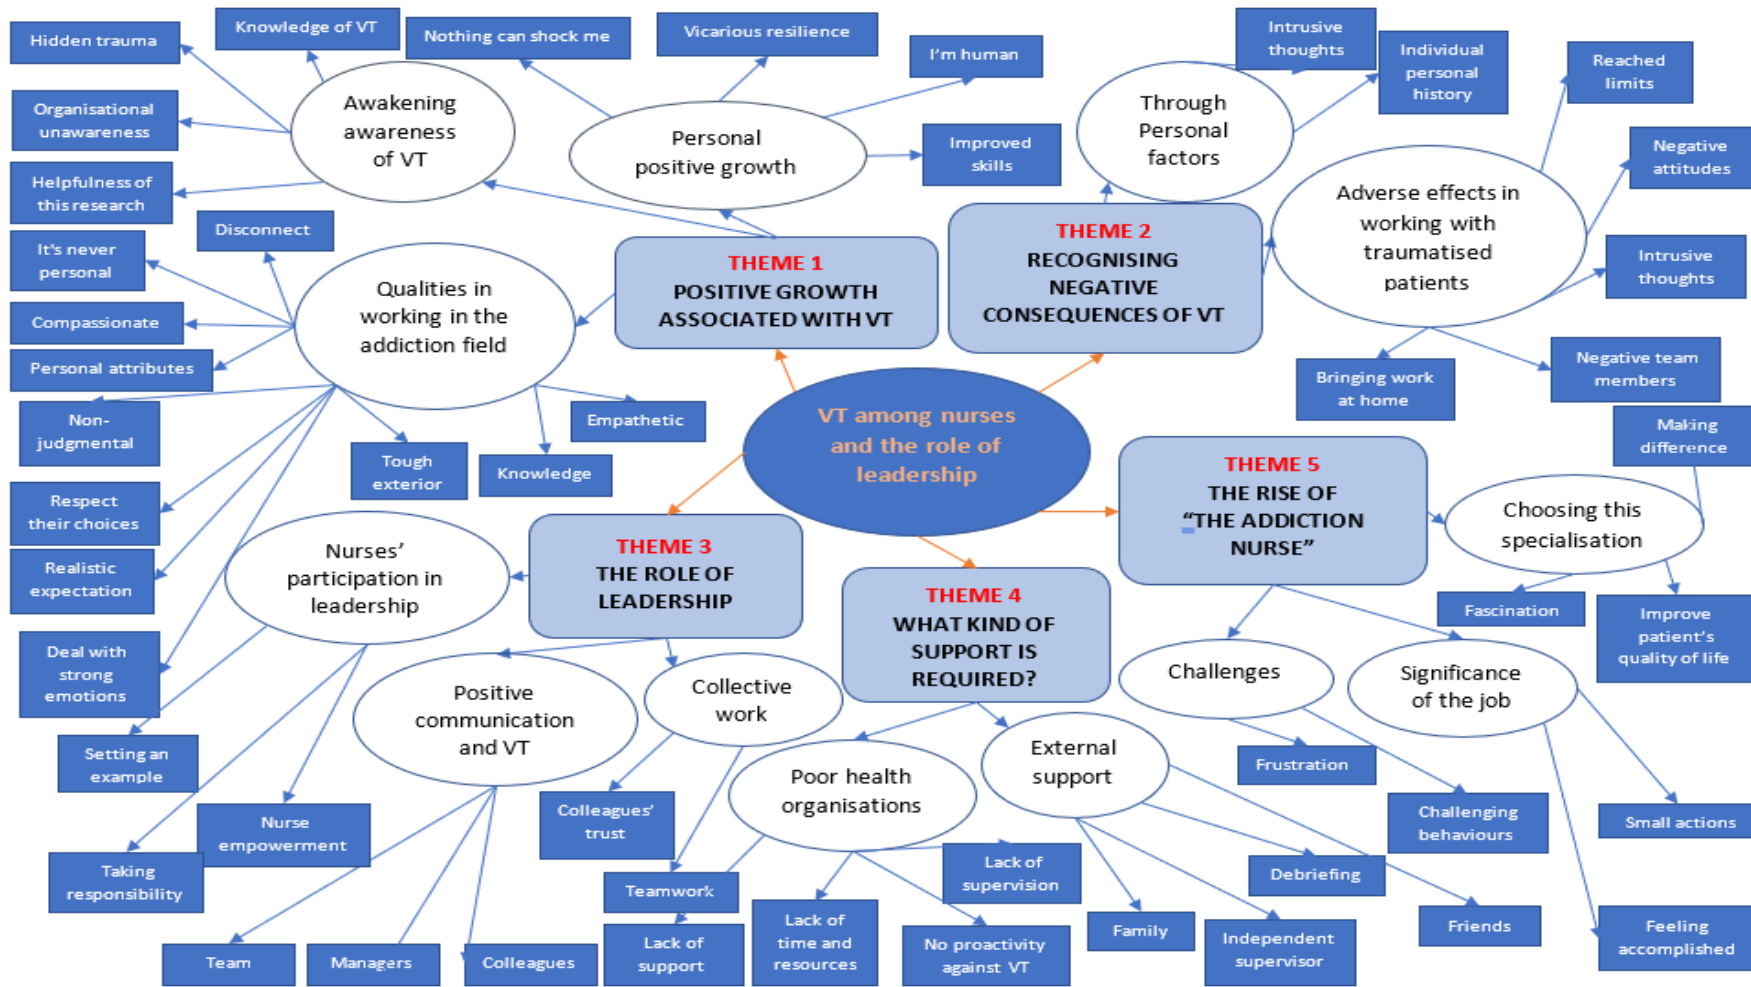 Hidden trauma
Knowledge of VT
Nothing can shock me
Vicarious resilience
I'm human
Intrusive
thoughts
Individual
personal
history
Reached
limits
Organisational
unawareness
Awakening
awareness
of VT
Personal
positive growth
Improved
skills
Through
Personal
factors
Negative
attitudes
Helpfulness of
this research
Adverse effects in
working with
traumatised
patients
Disconnect
It's never
personal
THEME 1
POSITIVE GROWTH
ASSOCIATED WITH VT
THEME 2
RECOGNISING
NEGATIVE
CONSEQUENCES OF VT
Intrusive
thoughts
Qualities in
working in the
addiction field
Compassionate
Personal attributes
Negative team
members
Bringing work
at home
Non-
judgmental
Empathetic
VT among nurses
and the role of
leadership
Making
difference
Tough
exterior
Knowledge
THEME 5
THE RISE OF
“THE ADDICTION
NURSE”
Choosing this
specialisation
Respect
their choices
Nurses’
participation in
leadership
THEME 3
THE ROLE OF
LEADERSHIP
Realistic
expectation
THEME 4
WHAT KIND OF
SUPPORT IS
REQUIRED?
Fascination
Improve
patient’s
quality of life
Deal with
strong
emotions
Positive
communication
and VT
Collective
work
Challenges
Significance
of the job
Setting an
example
Poor health
organisations
External
support
Frustration
Nurse
empowerment
Colleagues’
trust
Challenging
behaviours
Small actions
Taking
responsibility
Teamwork
Lack of
supervision
Debriefing
Team
Managers
Colleagues
Lack of
support
Lack of
time and
resources
No proactivity
against VT
Family
Independent
supervisor
Friends
Feeling
accomplished